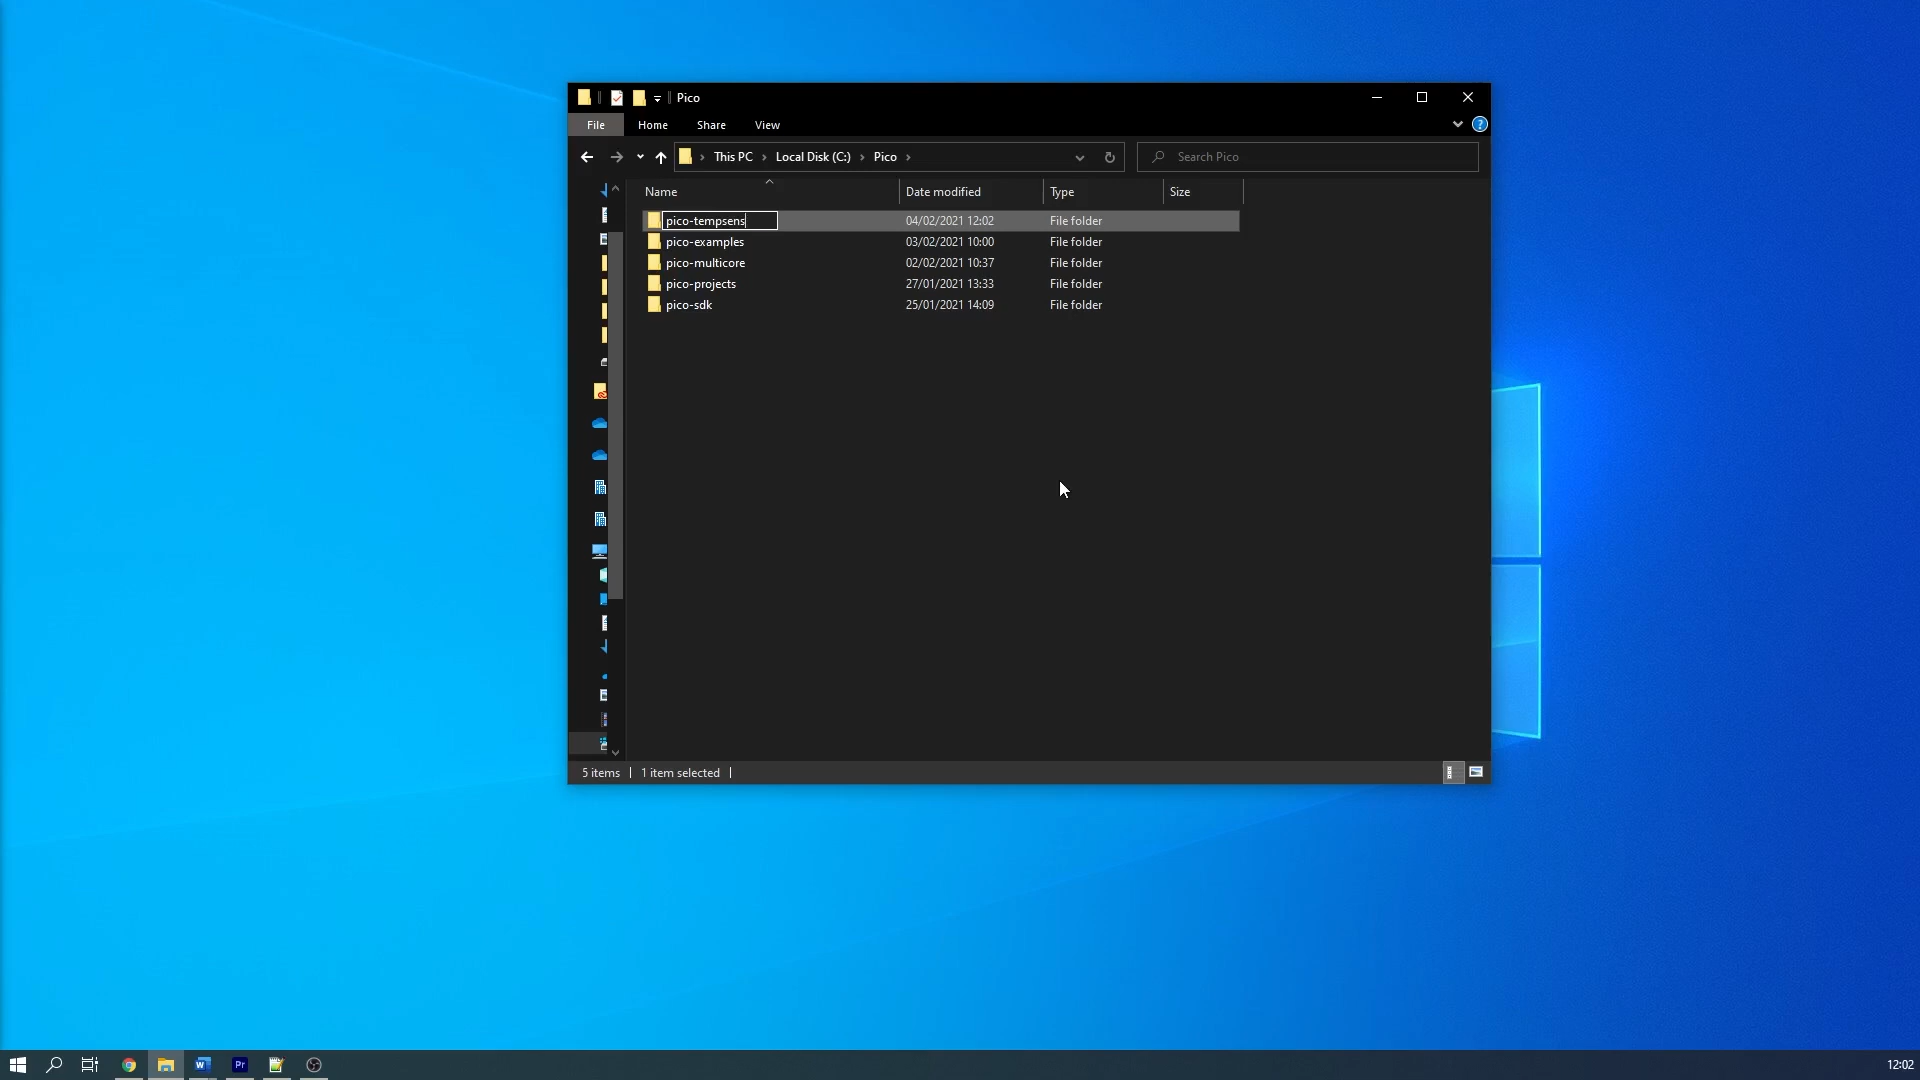 Pico
File Home Share View
This PC Local Disk (C:) Pico Search Pico
Name Date modified Type Size
pico-tempsens 04/02/2021 12:02 File folder
pico-examples 03/02/2021 10:00 File folder
pico-multicore 02/02/2021 10:37 File folder
pico-projects 27/01/2021 13:33 File folder
pico-sdk 25/01/2021 14:09 File folder
5 items 1 item selected
W Pr 12:02